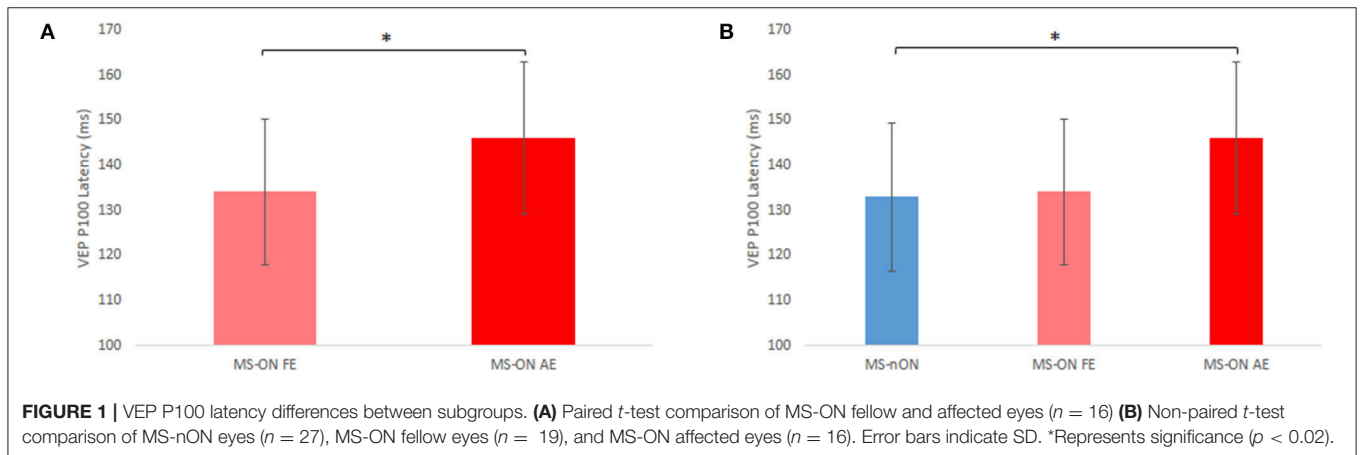 A
170
160
150
140
130
120
110
100
VEP P100 Latency (ms)
*
MS-ON FE
MS-ON AE
B
170
160
150
140
130
120
110
100
VEP P100 Latency (ms)
*
MS-nON
MS-ON FE
MS-ON AE
FIGURE 1 | VEP P100 latency differences between subgroups. (A) Paired t-test comparison of MS-ON fellow and affected eyes (n = 16) (B) Non-paired t-test
comparison of MS-nON eyes (n = 27), MS-ON fellow eyes (n = 19), and MS-ON affected eyes (n = 16). Error bars indicate SD. *Represents significance (p < 0.02).